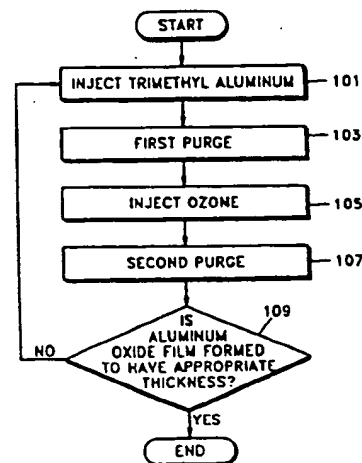 START
INJECT TRIMETHYL ALUMINUM
101
FIRST PURGE
103
INJECT OZONE
105
SECOND PURGE
107
109
IS
ALUMINUM
OXIDE FILM FORMED
TO HAVE APPROPRIATE
THICKNESS?
NO
YES
END